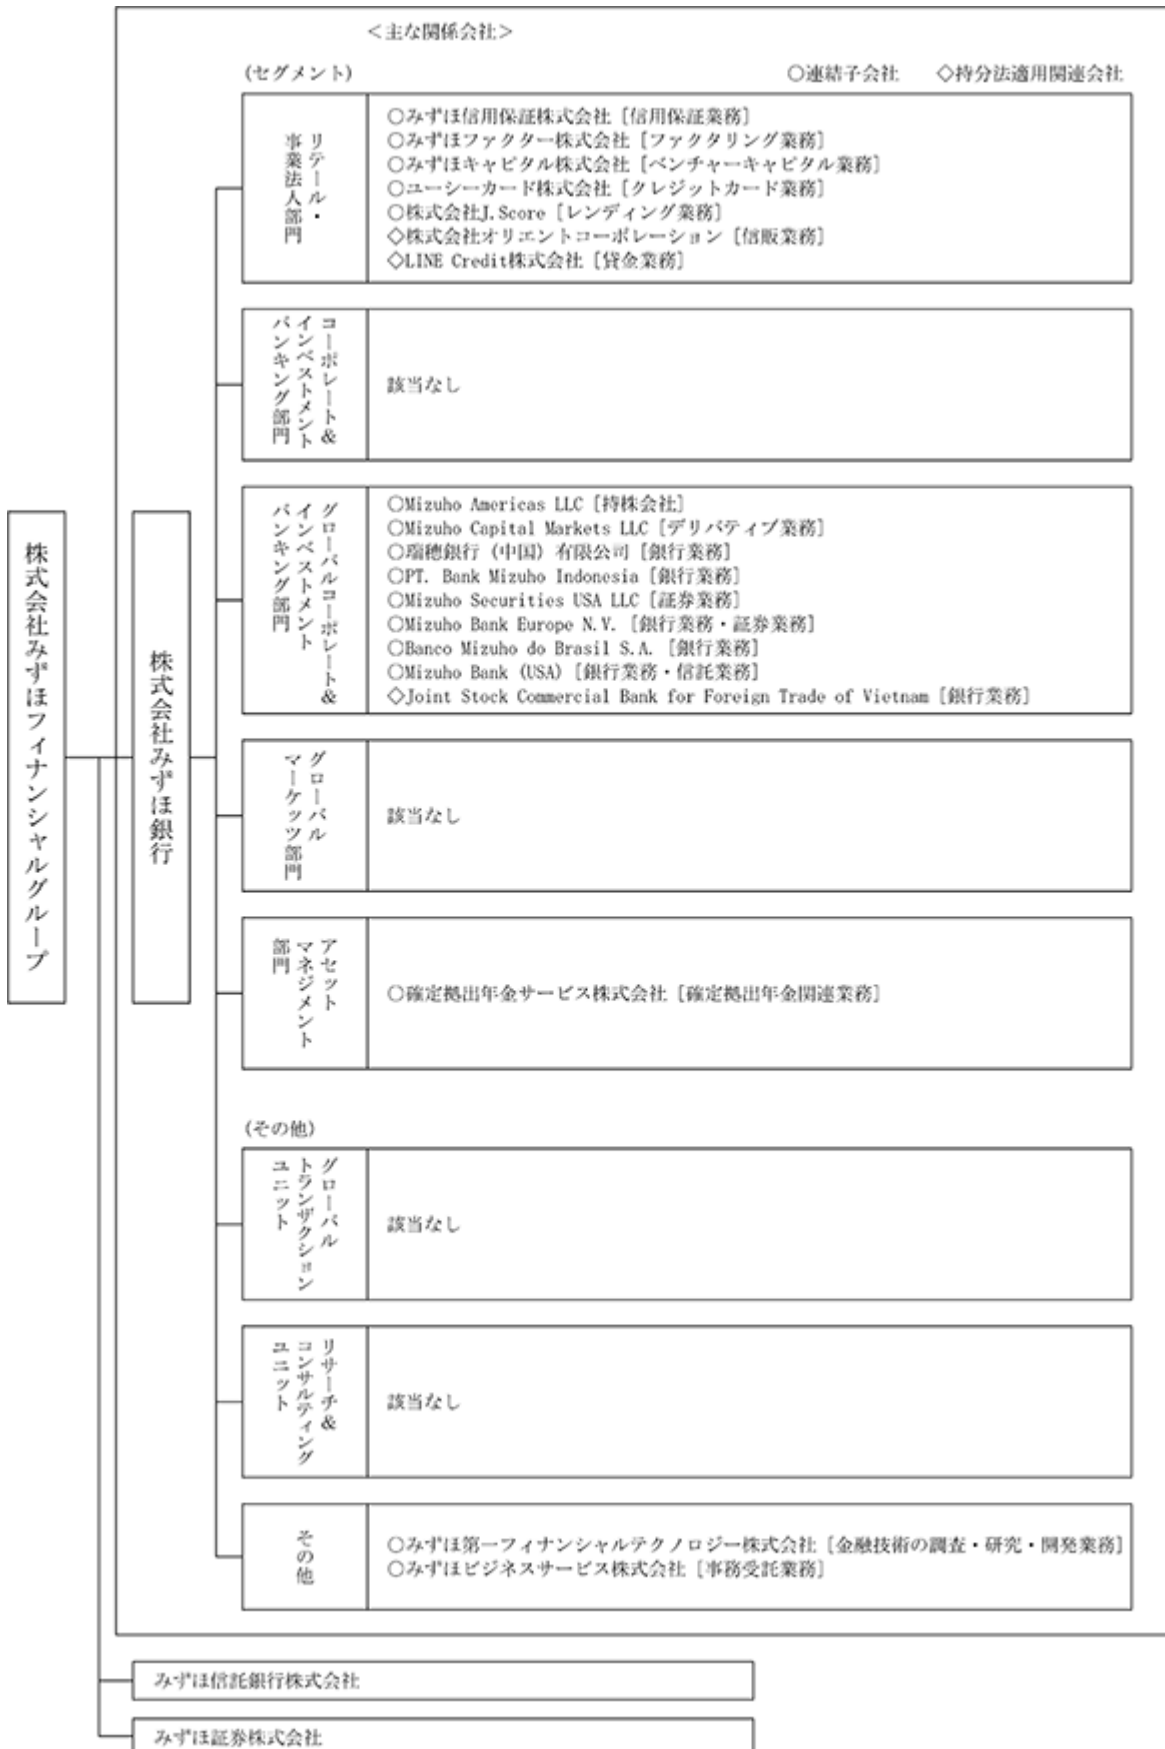 ＜主な関係会社＞
(セグメント)
○連結子会社　◇持分法適用関連会社
リテール・
事業法人部門
○みずほ信用保証株式会社［信用保証業務］
○みずほファクター株式会社［ファクタリング業務］
○みずほキャピタル株式会社［ベンチャーキャピタル業務］
○ユーシーカード株式会社［クレジットカード業務］
○株式会社J.Score［レンディング業務］
◇株式会社オリエントコーポレーション［信販業務］
◇LINE Credit株式会社［貸金業務］
コーポレート&
インベストメント
バンキング部門
該当なし
グローバルコーポレート&
インベストメント
バンキング部門
○Mizuho Americas LLC［持株会社］
○Mizuho Capital Markets LLC［デリバティブ業務］
○瑞穂銀行（中国）有限公司［銀行業務］
○PT. Bank Mizuho Indonesia［銀行業務］
○Mizuho Securities USA LLC［証券業務］
○Mizuho Bank Europe N.V.［銀行業務・証券業務］
○Banco Mizuho do Brasil S.A.［銀行業務］
○Mizuho Bank (USA)［銀行業務・信託業務］
◇Joint Stock Commercial Bank for Foreign Trade of Vietnam［銀行業務］
株式会社みずほフィナンシャルグループ
株式会社みずほ銀行
グローバル
マーケッツ部門
該当なし
アセット
マネジメント
部門
○確定拠出年金サービス株式会社［確定拠出年金関連業務］
(その他)
グローバル
トランザクション
ユニット
該当なし
リサーチ&
コンサルティング
ユニット
該当なし
その他
○みずほ第一フィナンシャルテクノロジー株式会社［金融技術の調査・研究・開発業務］
○みずほビジネスサービス株式会社［事務受託業務］
みずほ信託銀行株式会社
みずほ証券株式会社